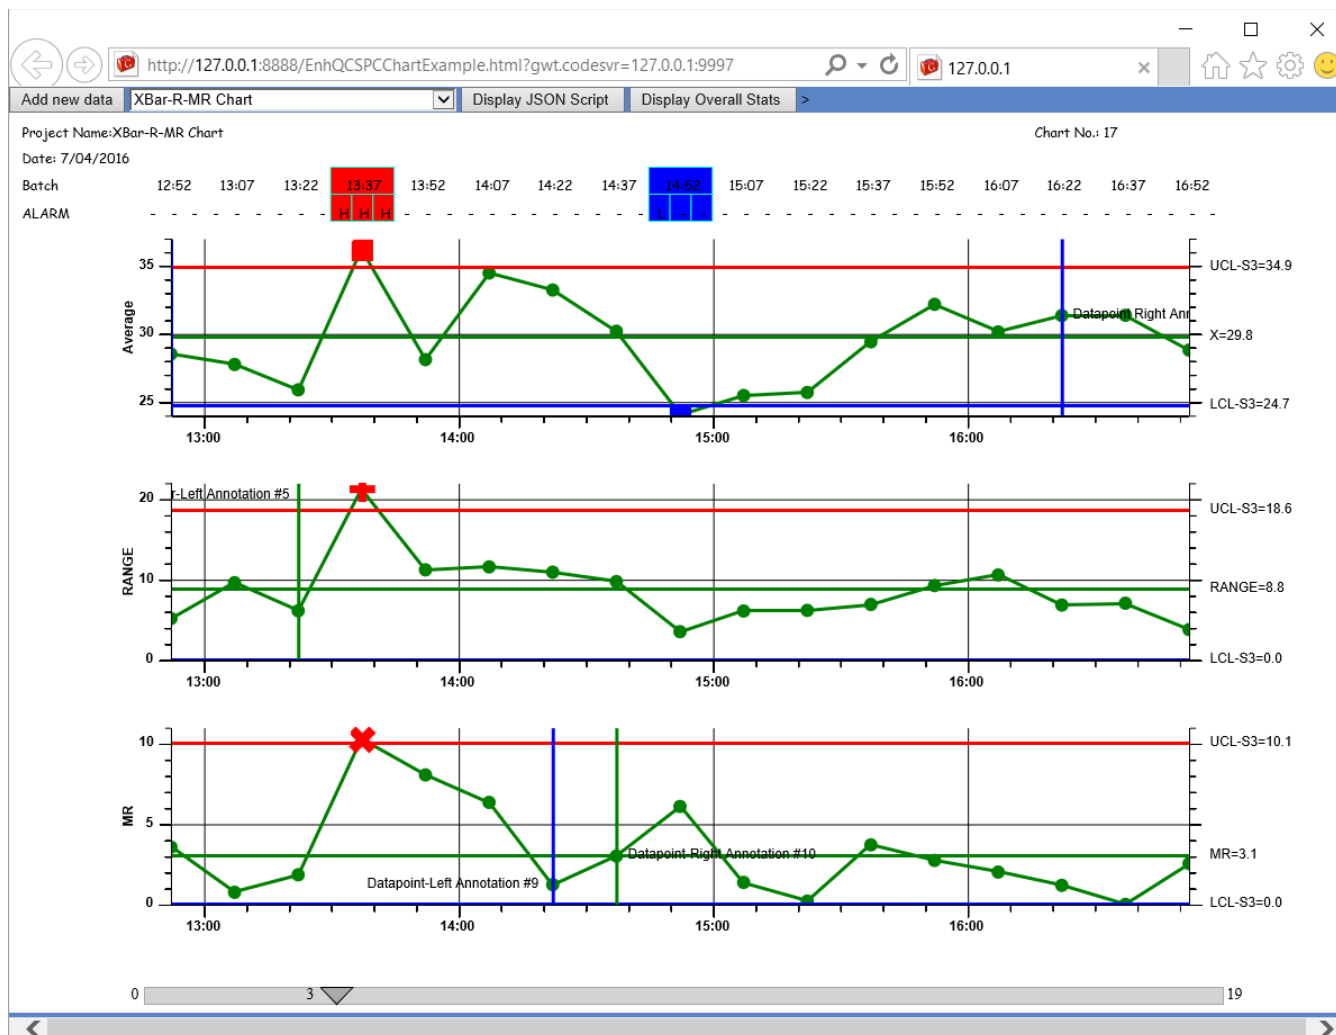 http://127.0.0.1:8888/EnhQCSPCChartExample.html?gwt.codesvr=127.0.0.1:9997
127.0.0.1
Add new data XBar-R-MR Chart Display JSON Script Display Overall Stats >
Project Name:XBar-R-MR Chart Chart No.: 17
Date: 7/04/2016
Batch 12:52 13:07 13:22 13:37 13:52 14:07 14:22 14:37 14:52 15:07 15:22 15:37 15:52 16:07 16:22 16:37 16:52
ALARM - - - - - - - - - H H H - - - - - - - - - - - - L - - - - - - - - - - - - - - - - - - - - - - - - - -
35 UCL-S3=34.9
Datapoint Right Anr
Average
30 X=29.8
25 LCL-S3=24.7
13:00 14:00 15:00 16:00
20 r-Left Annotation #5
UCL-S3=18.6
RANGE
10 RANGE=8.8
0 LCL-S3=0.0
13:00 14:00 15:00 16:00
10 UCL-S3=10.1
MR
5
Datapoint-Right Annotation #10 MR=3.1
Datapoint-Left Annotation #9
0 LCL-S3=0.0
13:00 14:00 15:00 16:00
0 3 19